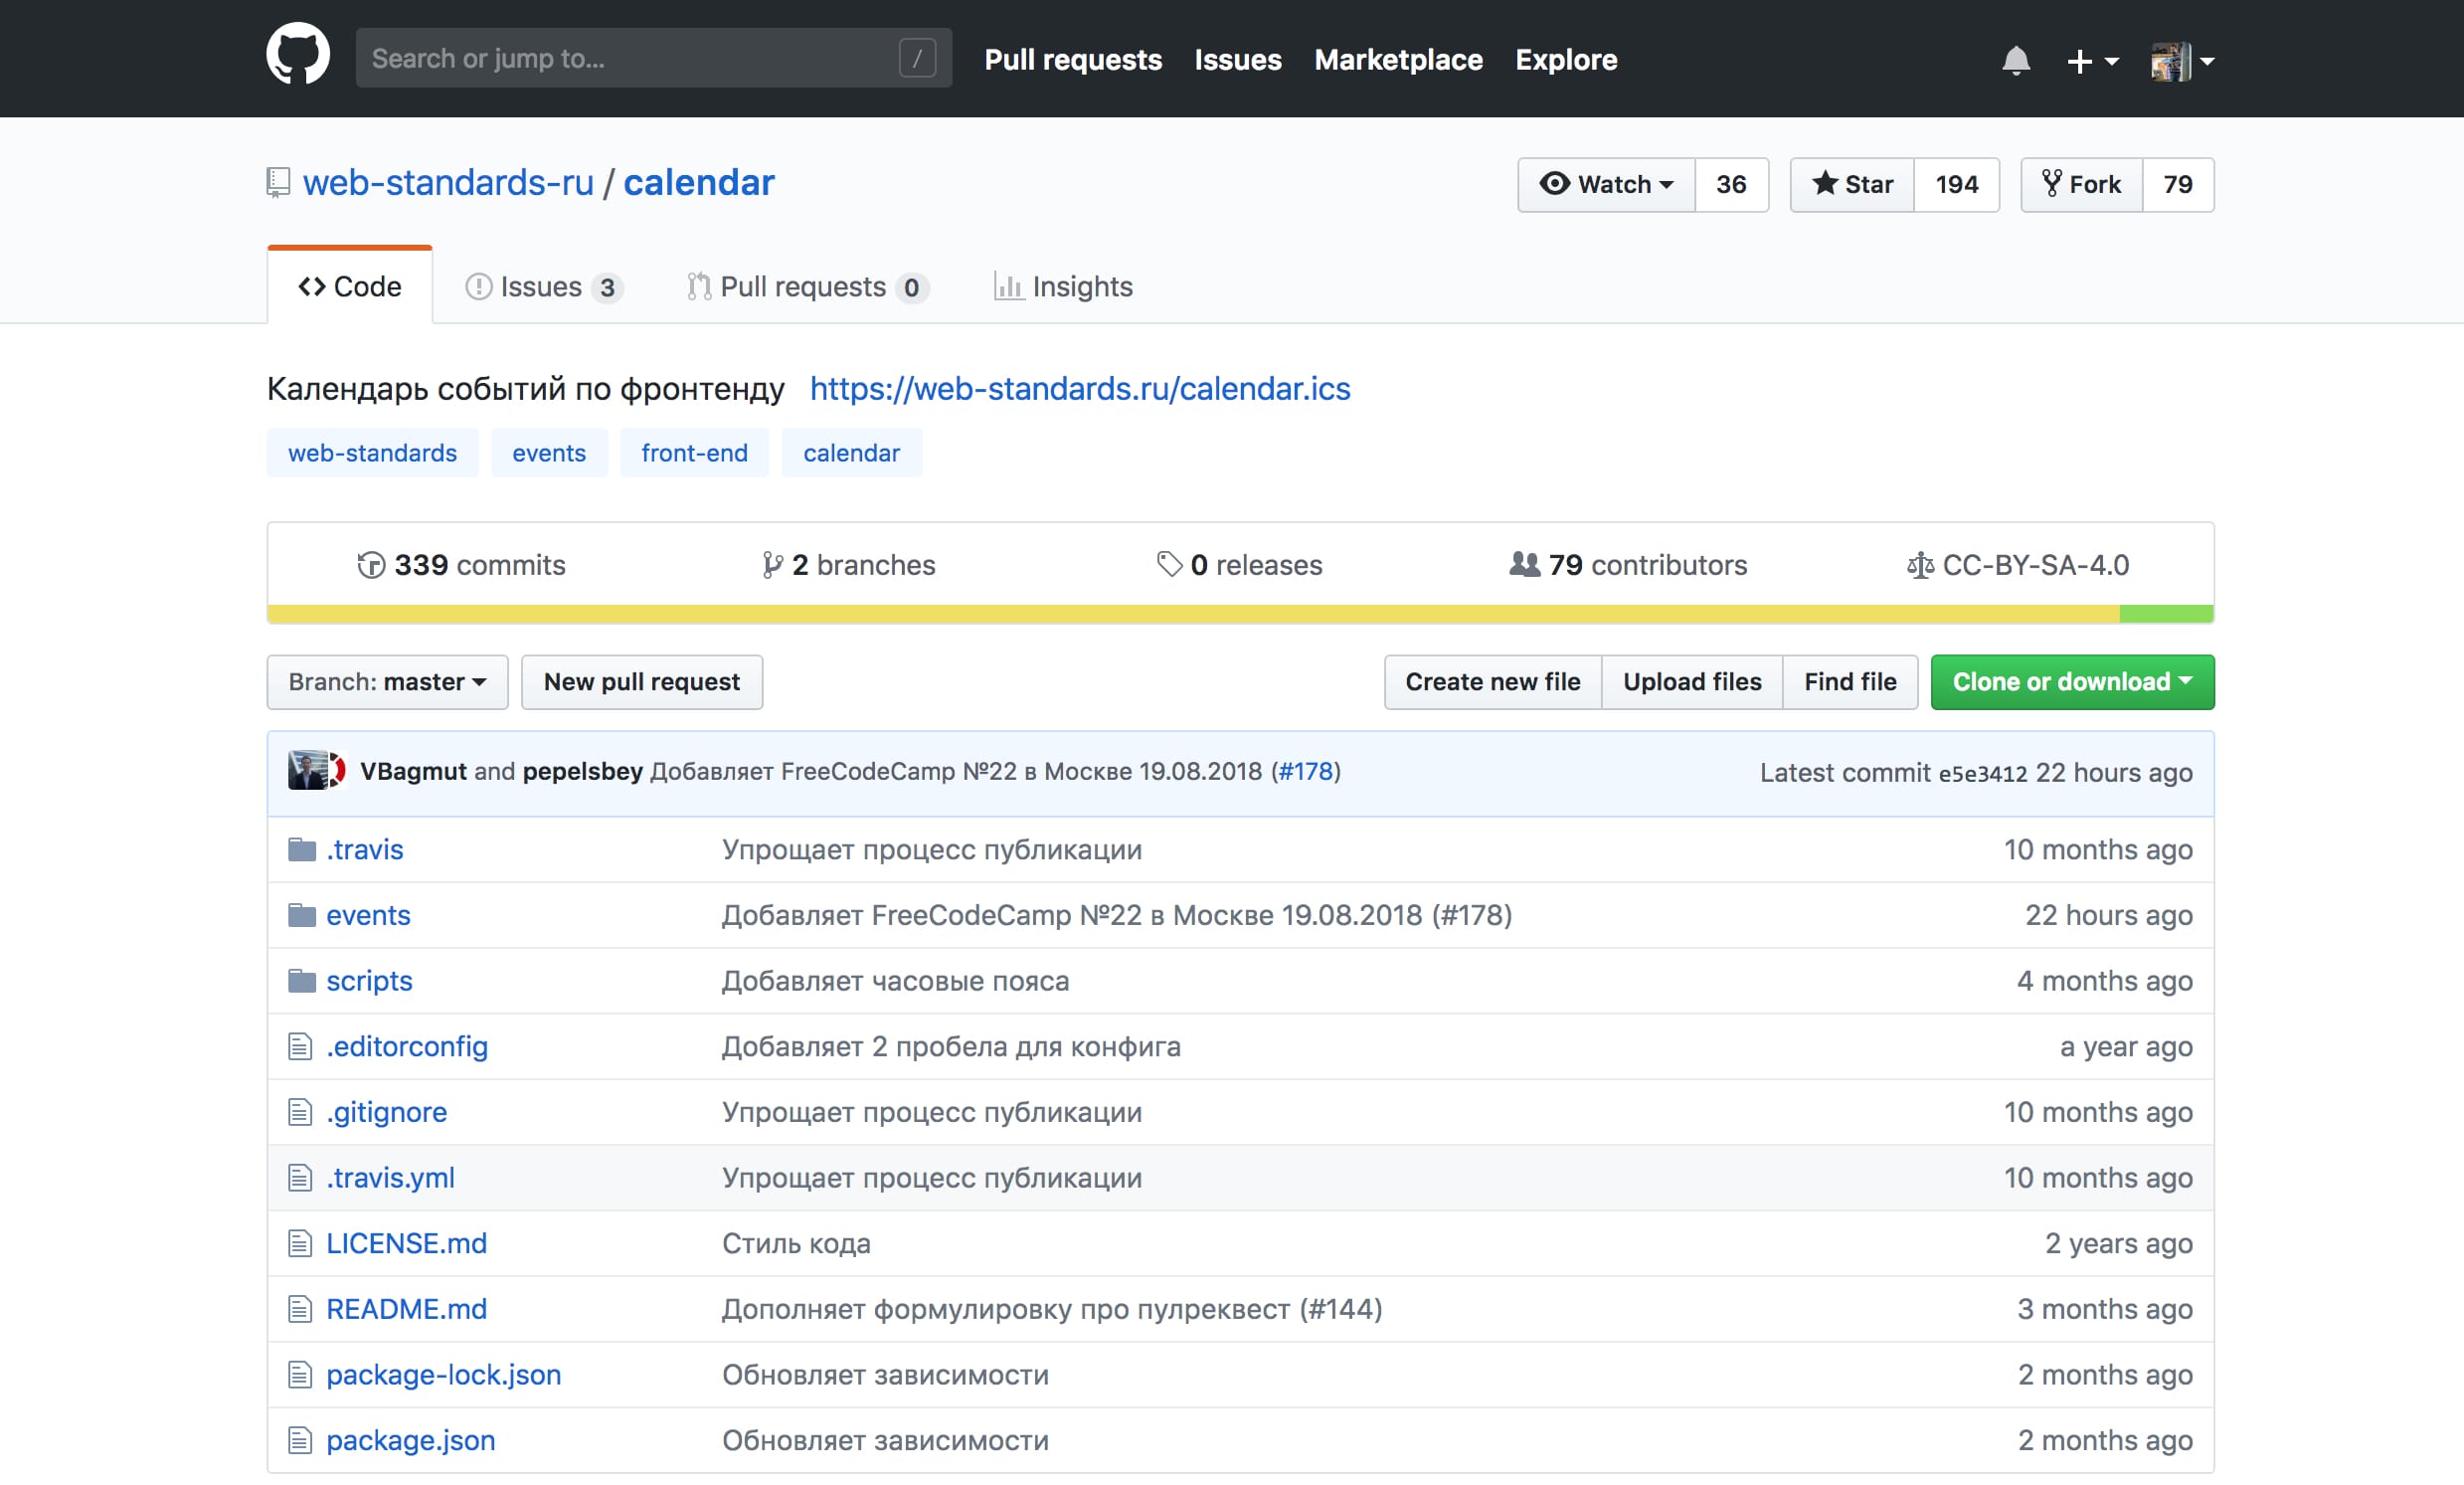 Search or jump to... / Pull requests Issues Marketplace Explore
web-standards-ru / calendar Watch 36 Star 194 Fork 79
Code Issues 3 Pull requests 0 Insights
Календарь событий по фронтенду https://web-standards.ru/calendar.ics
web-standards events front-end calendar
339 commits 2 branches 0 releases 79 contributors CC-BY-SA-4.0
Branch: master New pull request Create new file Upload files Find file Clone or download
VBagmut and pepelsbey Добавляет FreeCodeCamp №22 в Москве 19.08.2018 (#178) Latest commit e5e3412 22 hours ago
.travis Упрощает процесс публикации 10 months ago
events Добавляет FreeCodeCamp №22 в Москве 19.08.2018 (#178) 22 hours ago
scripts Добавляет часовые пояса 4 months ago
.editorconfig Добавляет 2 пробела для конфига a year ago
.gitignore Упрощает процесс публикации 10 months ago
.travis.yml Упрощает процесс публикации 10 months ago
LICENSE.md Стиль кода 2 years ago
README.md Дополняет формулировку про пулреквест (#144) 3 months ago
package-lock.json Обновляет зависимости 2 months ago
package.json Обновляет зависимости 2 months ago